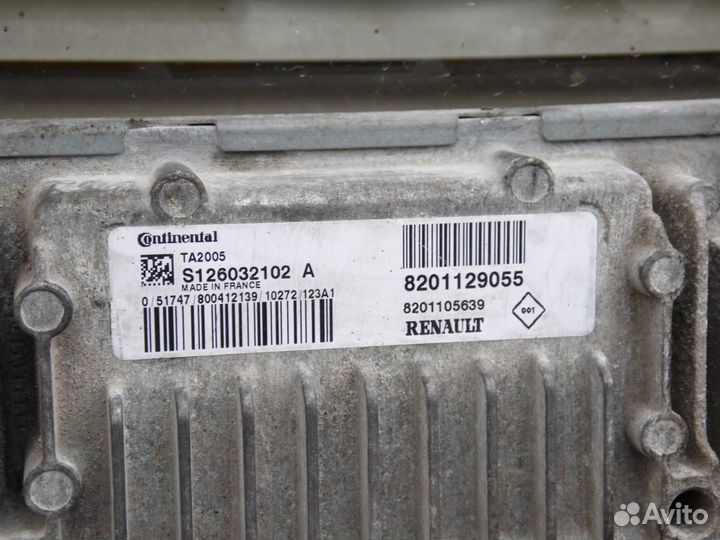 Continental
TA2005
S126032102 A
MADE IN FRANCE
0 / 51747 / 800412139 / 10272 / 123A1
8201129055
8201105639
RENAULT
001
Avito